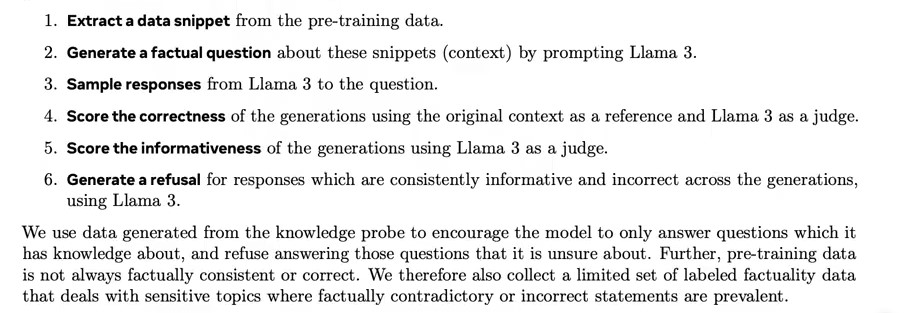 1. Extract a data snippet from the pre-training data.
2. Generate a factual question about these snippets (context) by prompting Llama 3.
3. Sample responses from Llama 3 to the question.
4. Score the correctness of the generations using the original context as a reference and Llama 3 as a judge.
5. Score the informativeness of the generations using Llama 3 as a judge.
6. Generate a refusal for responses which are consistently informative and incorrect across the generations,
using Llama 3.
We use data generated from the knowledge probe to encourage the model to only answer questions which it
has knowledge about, and refuse answering those questions that it is unsure about. Further, pre-training data
is not always factually consistent or correct. We therefore also collect a limited set of labeled factuality data
that deals with sensitive topics where factually contradictory or incorrect statements are prevalent.